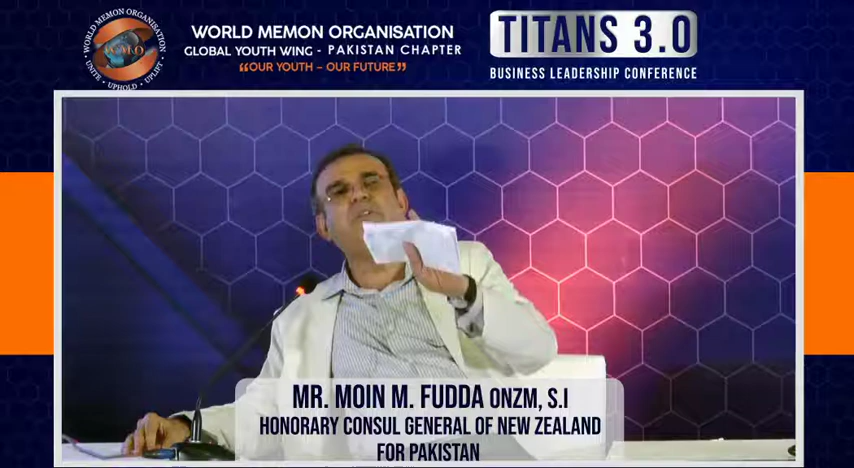 WORLD MEMON ORGANISATION
UNITE • UPHOLD • UPLIFT
WMO
WORLD MEMON ORGANISATION
GLOBAL YOUTH WING - PAKISTAN CHAPTER
“OUR YOUTH – OUR FUTURE”
TITANS 3.0
BUSINESS LEADERSHIP CONFERENCE
MR. MOIN M. FUDDA ONZM, S.I
HONORARY CONSUL GENERAL OF NEW ZEALAND
FOR PAKISTAN